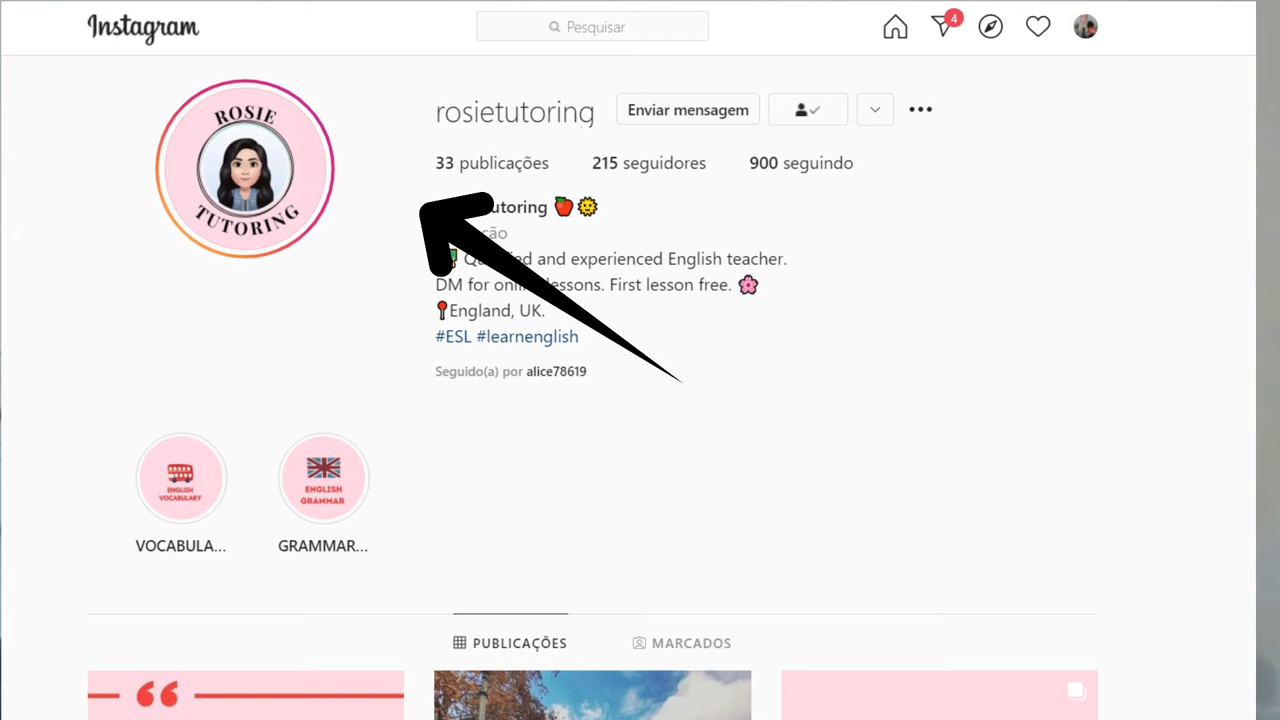 Instagram
Pesquisar
4
ROSIE
TUTORING
rosietutoring
Enviar mensagem
33 publicações
215 seguidores
900 seguindo
utoring 🍎🌞
ção
and experienced English teacher.
DM for lessons. First lesson free. 🌸
📍England, UK.
#ESL #learnenglish
Seguido(a) por alice78619
ENGLISH
VOCABULARY
ENGLISH
GRAMMAR
VOCABULA...
GRAMMAR...
PUBLICAÇÕES
MARCADOS